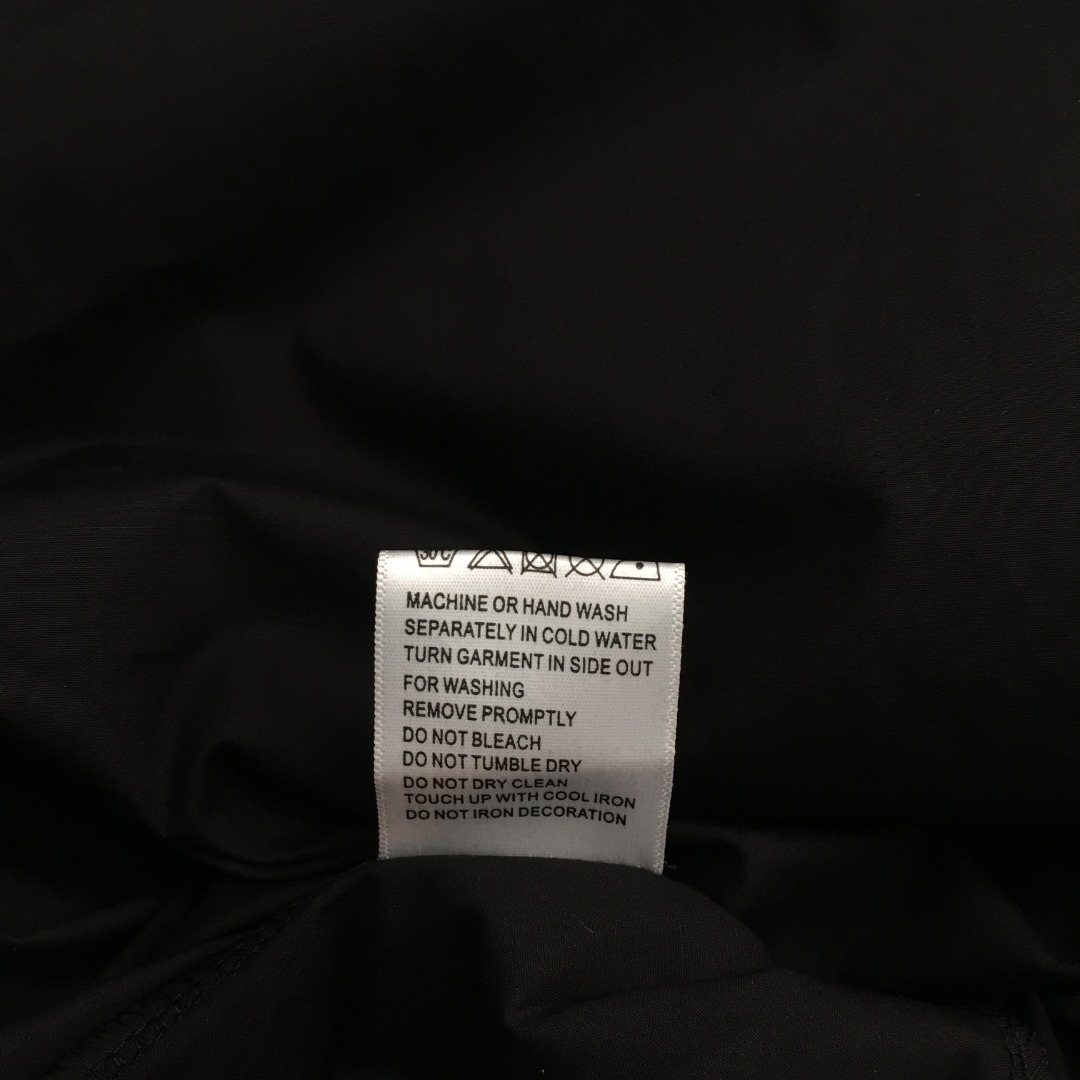 30℃
MACHINE OR HAND WASH
SEPARATELY IN COLD WATER
TURN GARMENT IN SIDE OUT
FOR WASHING
REMOVE PROMPTLY
DO NOT BLEACH
DO NOT TUMBLE DRY
DO NOT DRY CLEAN
TOUCH UP WITH COOL IRON
DO NOT IRON DECORATION